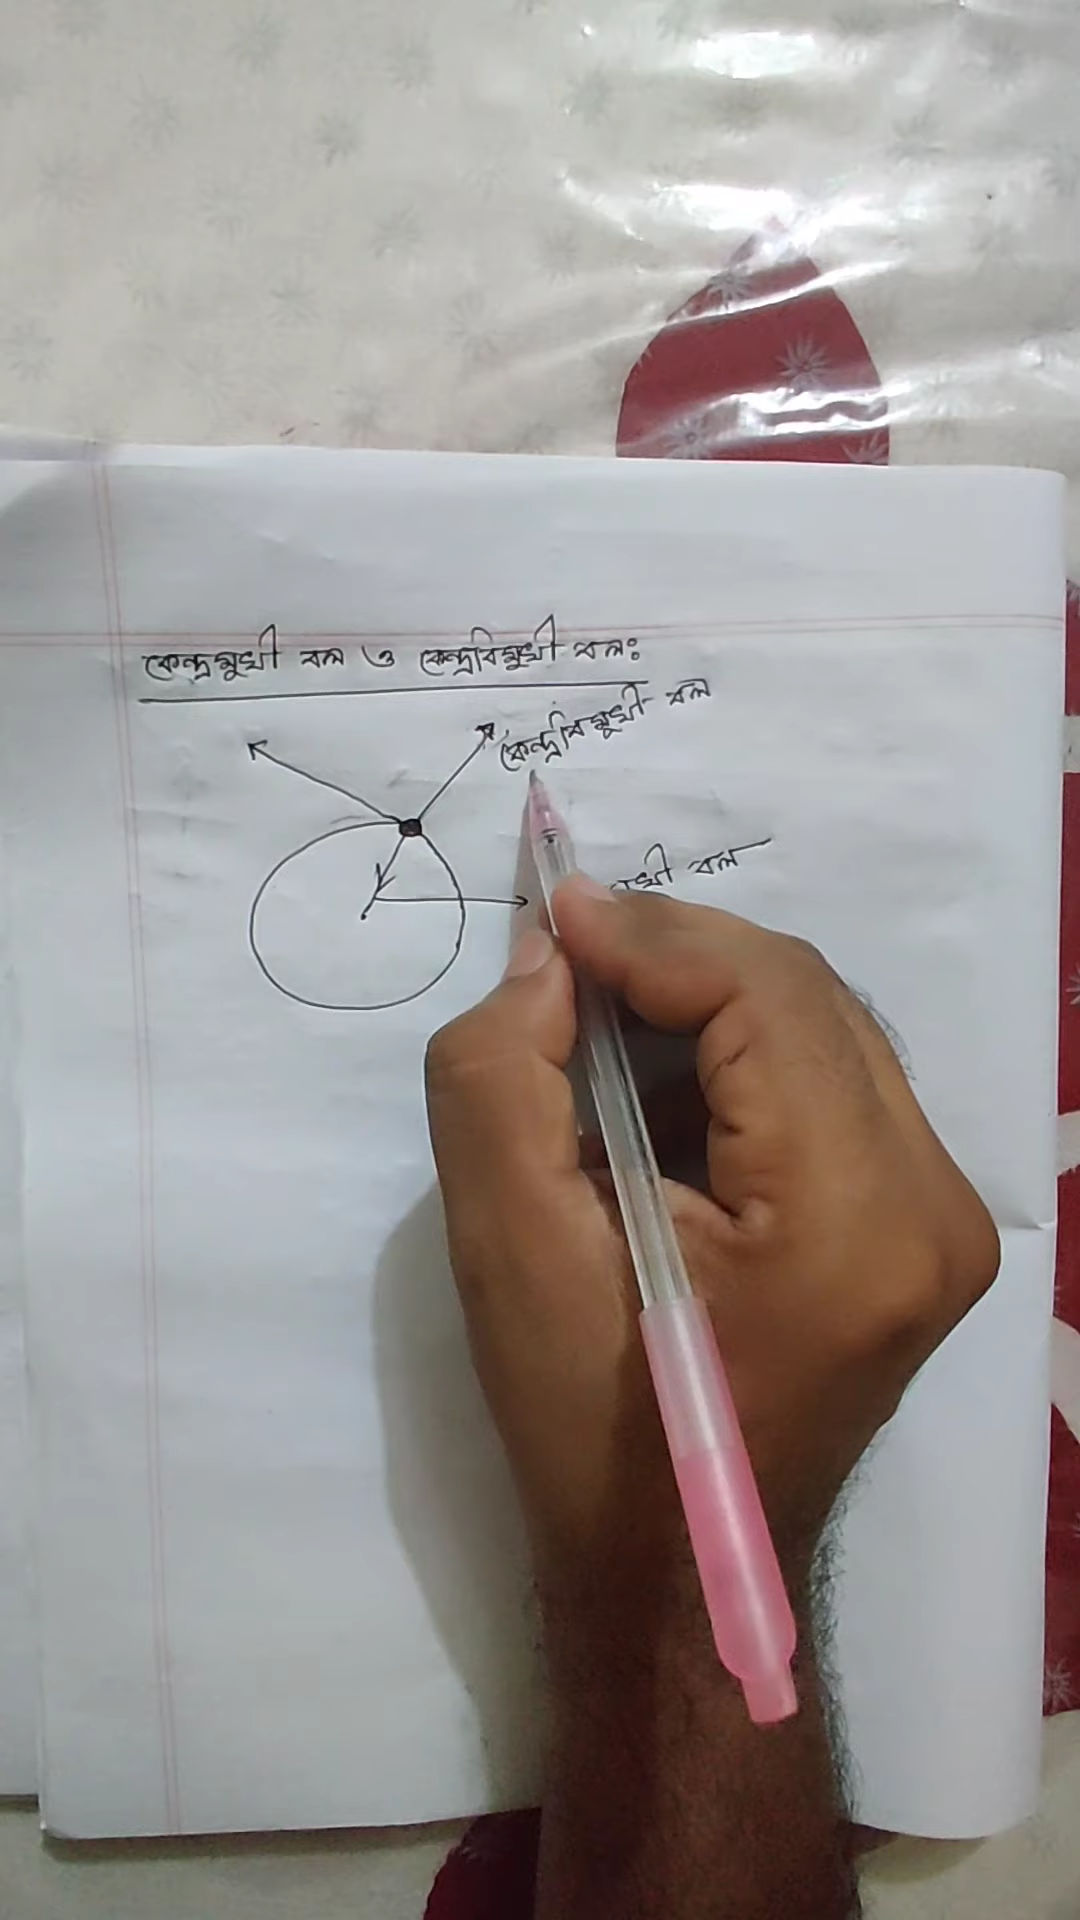 কেন্দ্রমুখী বল ও কেন্দ্রবিমুখী বলঃ
কেন্দ্রবিমুখী বল
বল